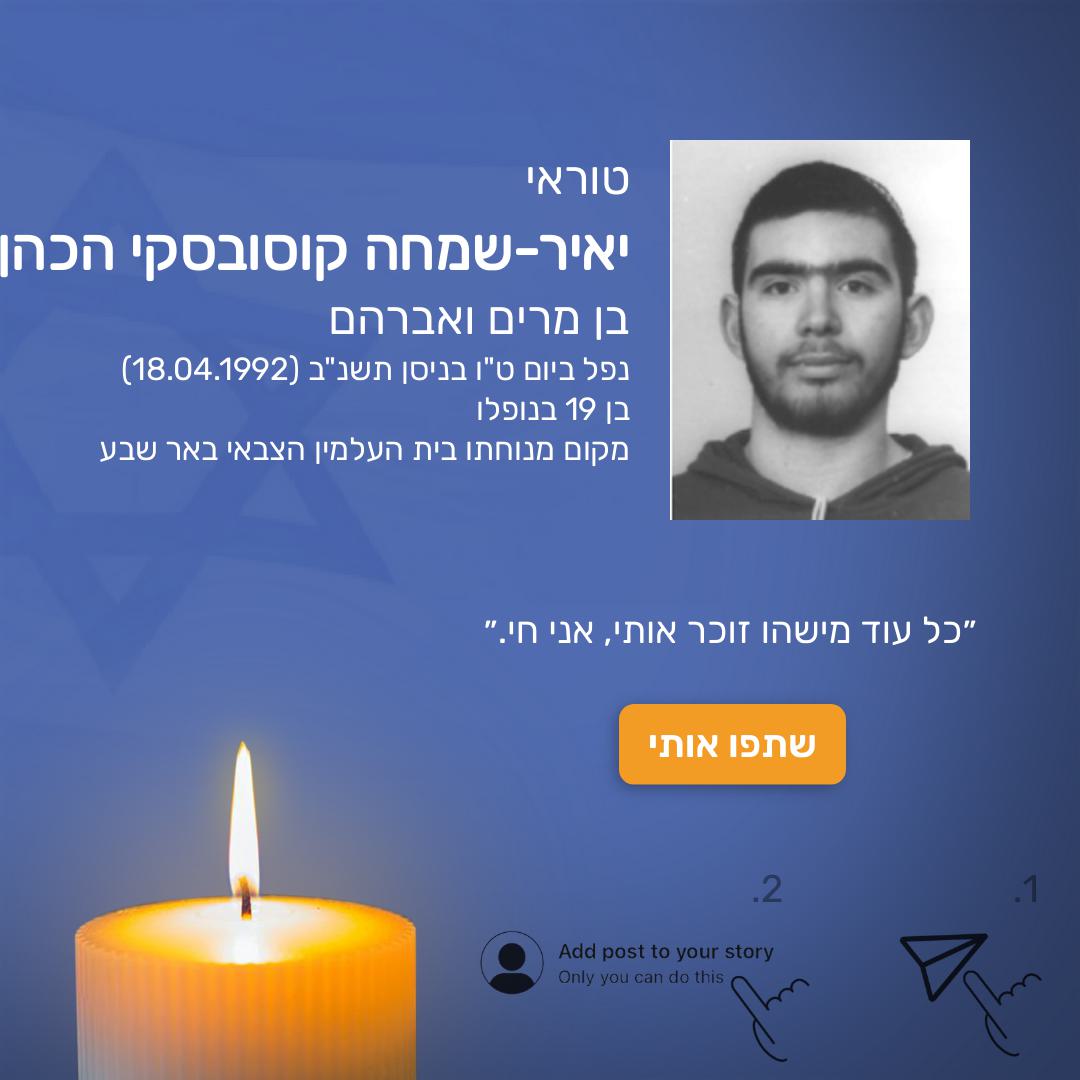 טוראי
יאיר-שמחה קוסובסקי הכהן
בן מרים ואברהם
נפל ביום ט"ו בניסן תשנ"ב (18.04.1992)
בן 19 בנופלו
מקום מנוחתו בית העלמין הצבאי באר שבע
״כל עוד מישהו זוכר אותי, אני חי.״
שתפו אותי
1.
2.
Add post to your story
Only you can do this